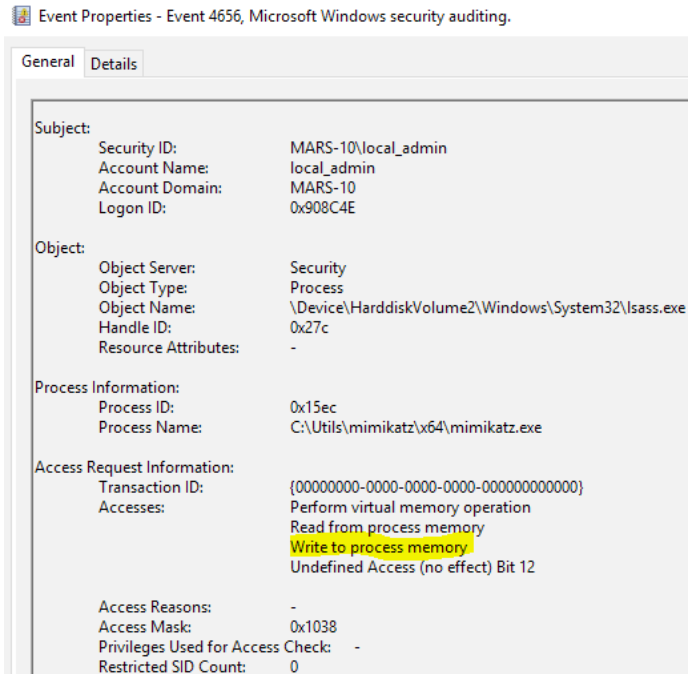 Event Properties - Event 4656, Microsoft Windows security auditing.
General Details
Subject:
Security ID: MARS-10\local_admin
Account Name: local_admin
Account Domain: MARS-10
Logon ID: 0x908C4E
Object:
Object Server: Security
Object Type: Process
Object Name: \Device\HarddiskVolume2\Windows\System32\lsass.exe
Handle ID: 0x27c
Resource Attributes: -
Process Information:
Process ID: 0x15ec
Process Name: C:\Utils\mimikatz\x64\mimikatz.exe
Access Request Information:
Transaction ID: {00000000-0000-0000-0000-000000000000}
Accesses: Perform virtual memory operation
Read from process memory
Write to process memory
Undefined Access (no effect) Bit 12
Access Reasons: -
Access Mask: 0x1038
Privileges Used for Access Check: -
Restricted SID Count: 0